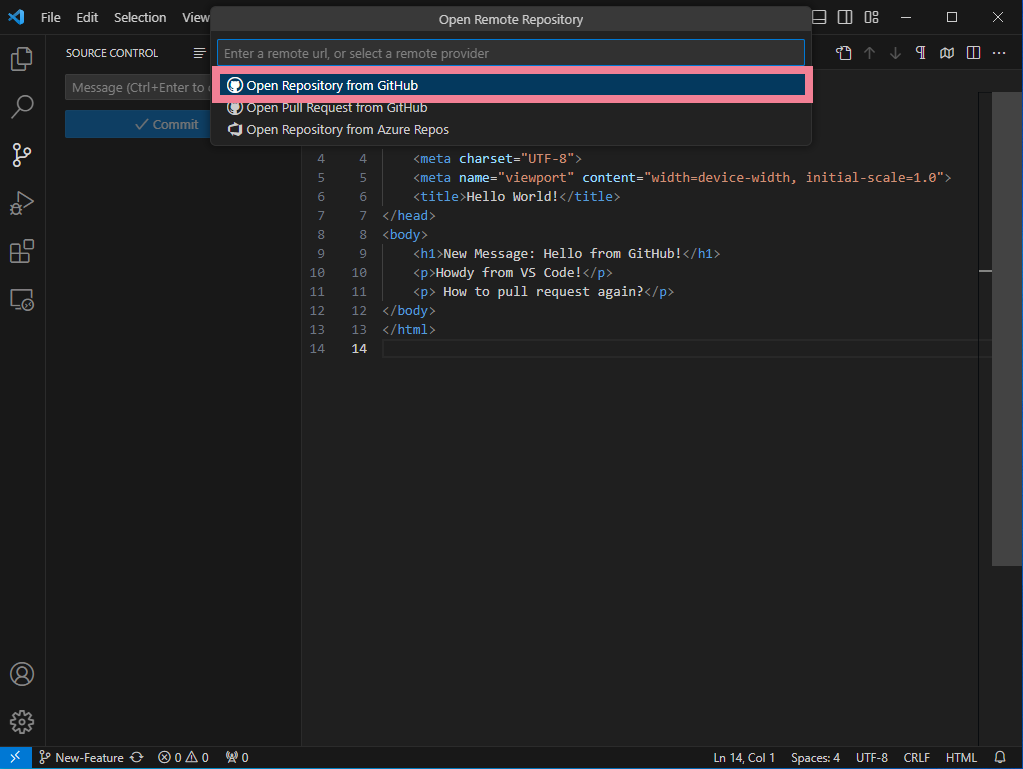 File Edit Selection View
Open Remote Repository
SOURCE CONTROL
Enter a remote url, or select a remote provider
Message (Ctrl+Enter to
Open Repository from GitHub
Open Pull Request from GitHub
Commit
Open Repository from Azure Repos
4 4 <meta charset="UTF-8">
5 5 <meta name="viewport" content="width=device-width, initial-scale=1.0">
6 6 <title>Hello World!</title>
7 7 </head>
8 8 <body>
9 9 <h1>New Message: Hello from GitHub!</h1>
10 10 <p>Howdy from VS Code!</p>
11 11 <p> How to pull request again?</p>
12 12 </body>
13 13 </html>
14 14
New-Feature 0 0 0 Ln 14, Col 1 Spaces: 4 UTF-8 CRLF HTML